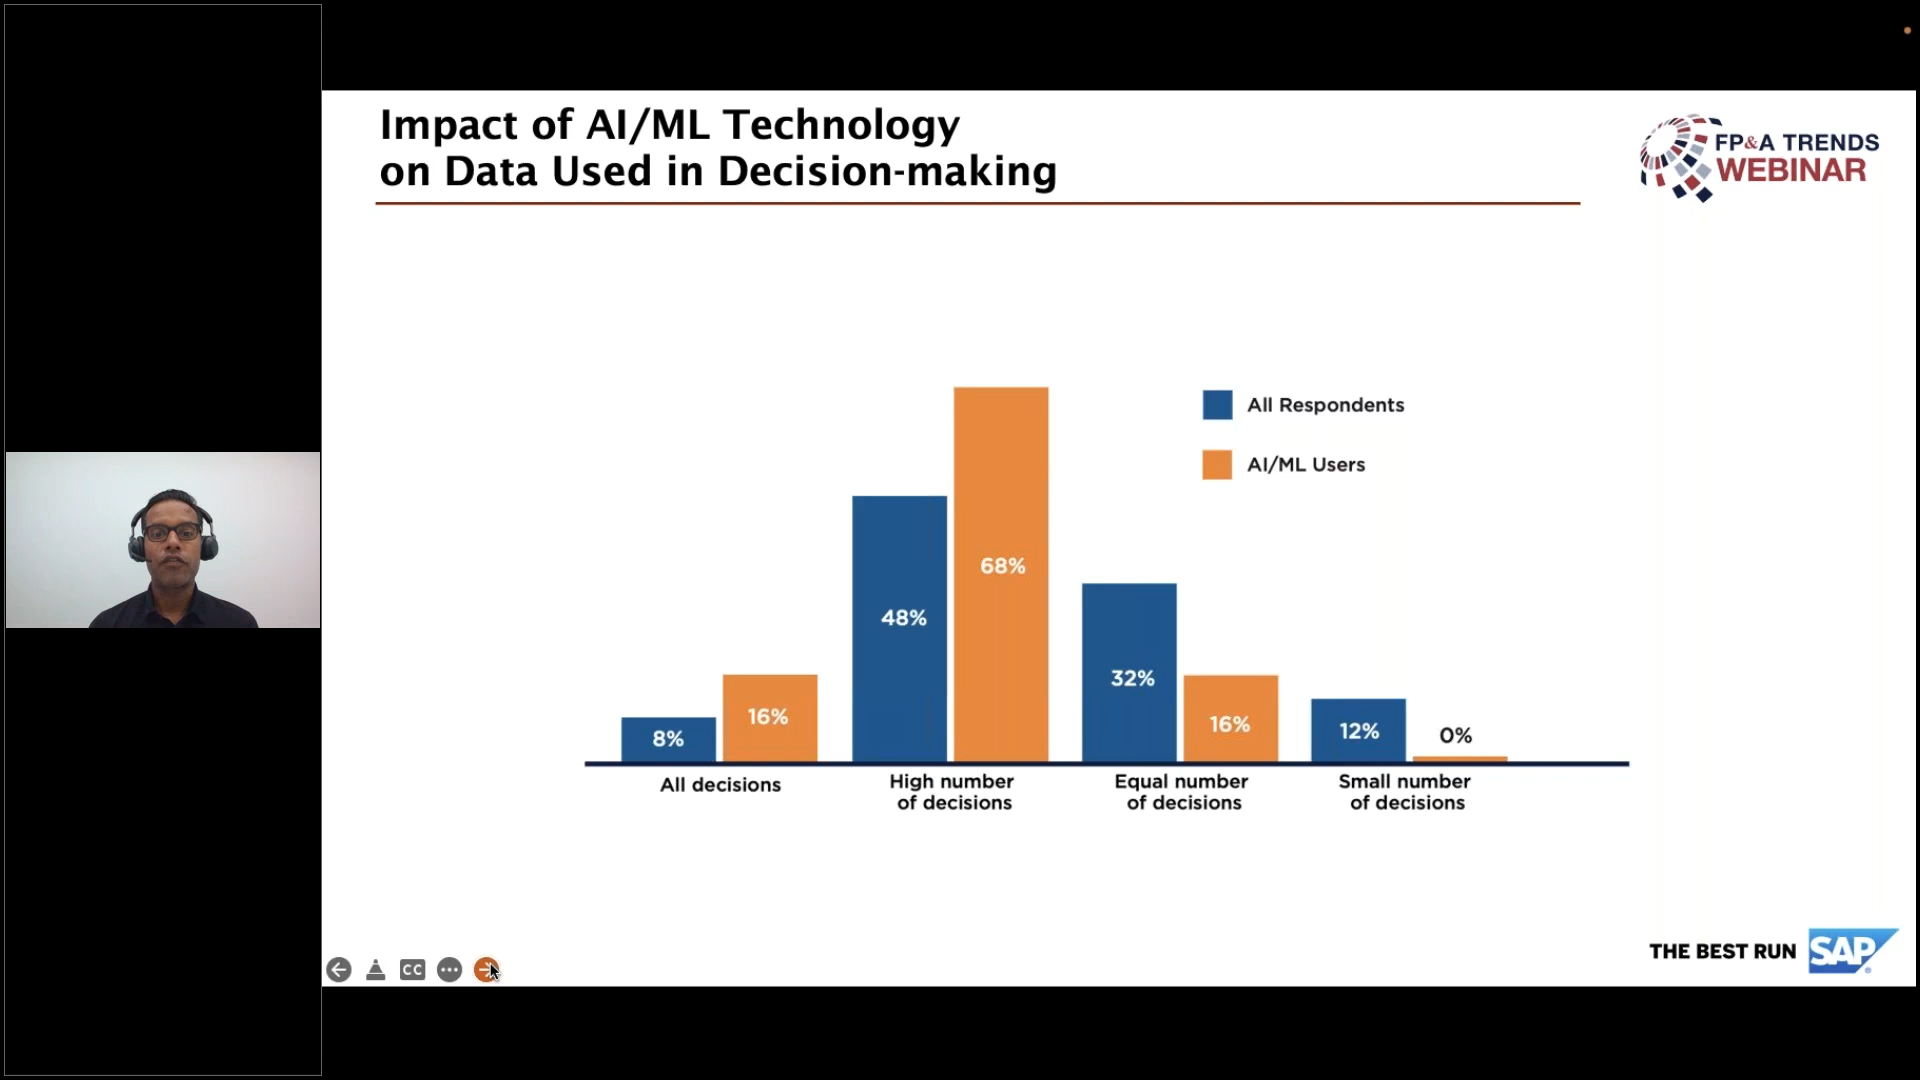 Impact of AI/ML Technology
on Data Used in Decision-making
FP&A TRENDS
WEBINAR
All Respondents
AI/ML Users
68%
48%
32%
16%
16%
8%
12%
0%
All decisions
High number
of decisions
Equal number
of decisions
Small number
of decisions
THE BEST RUN SAP
CC